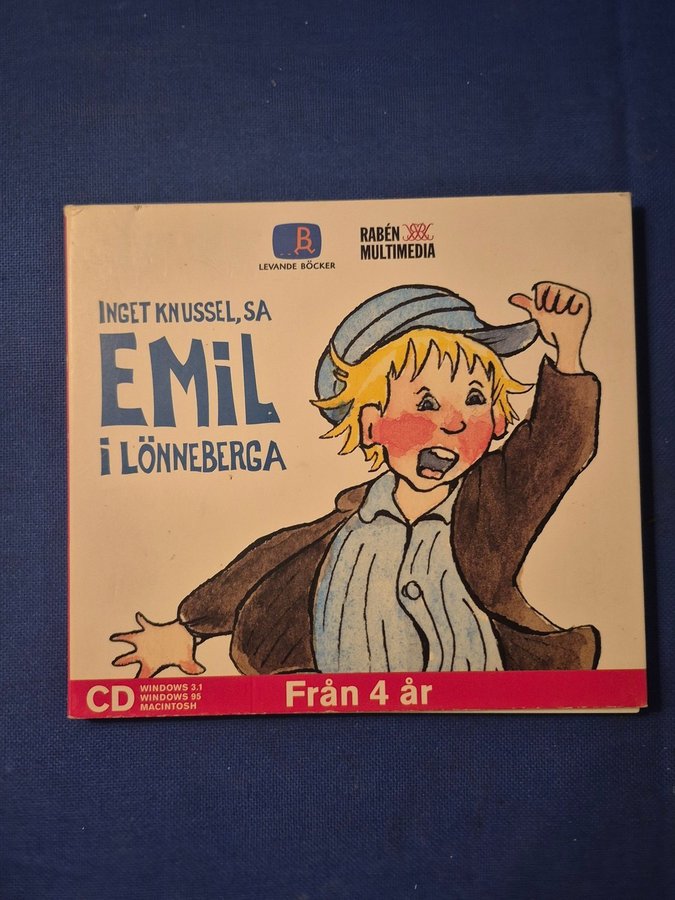 LEVANDE BÖCKER
RABÉN
MULTIMEDIA
INGET KNUSSEL, SA
EMiL
i LÖNNEBERGA
CD
WINDOWS 3.1
WINDOWS 95
MACINTOSH
Från 4 år